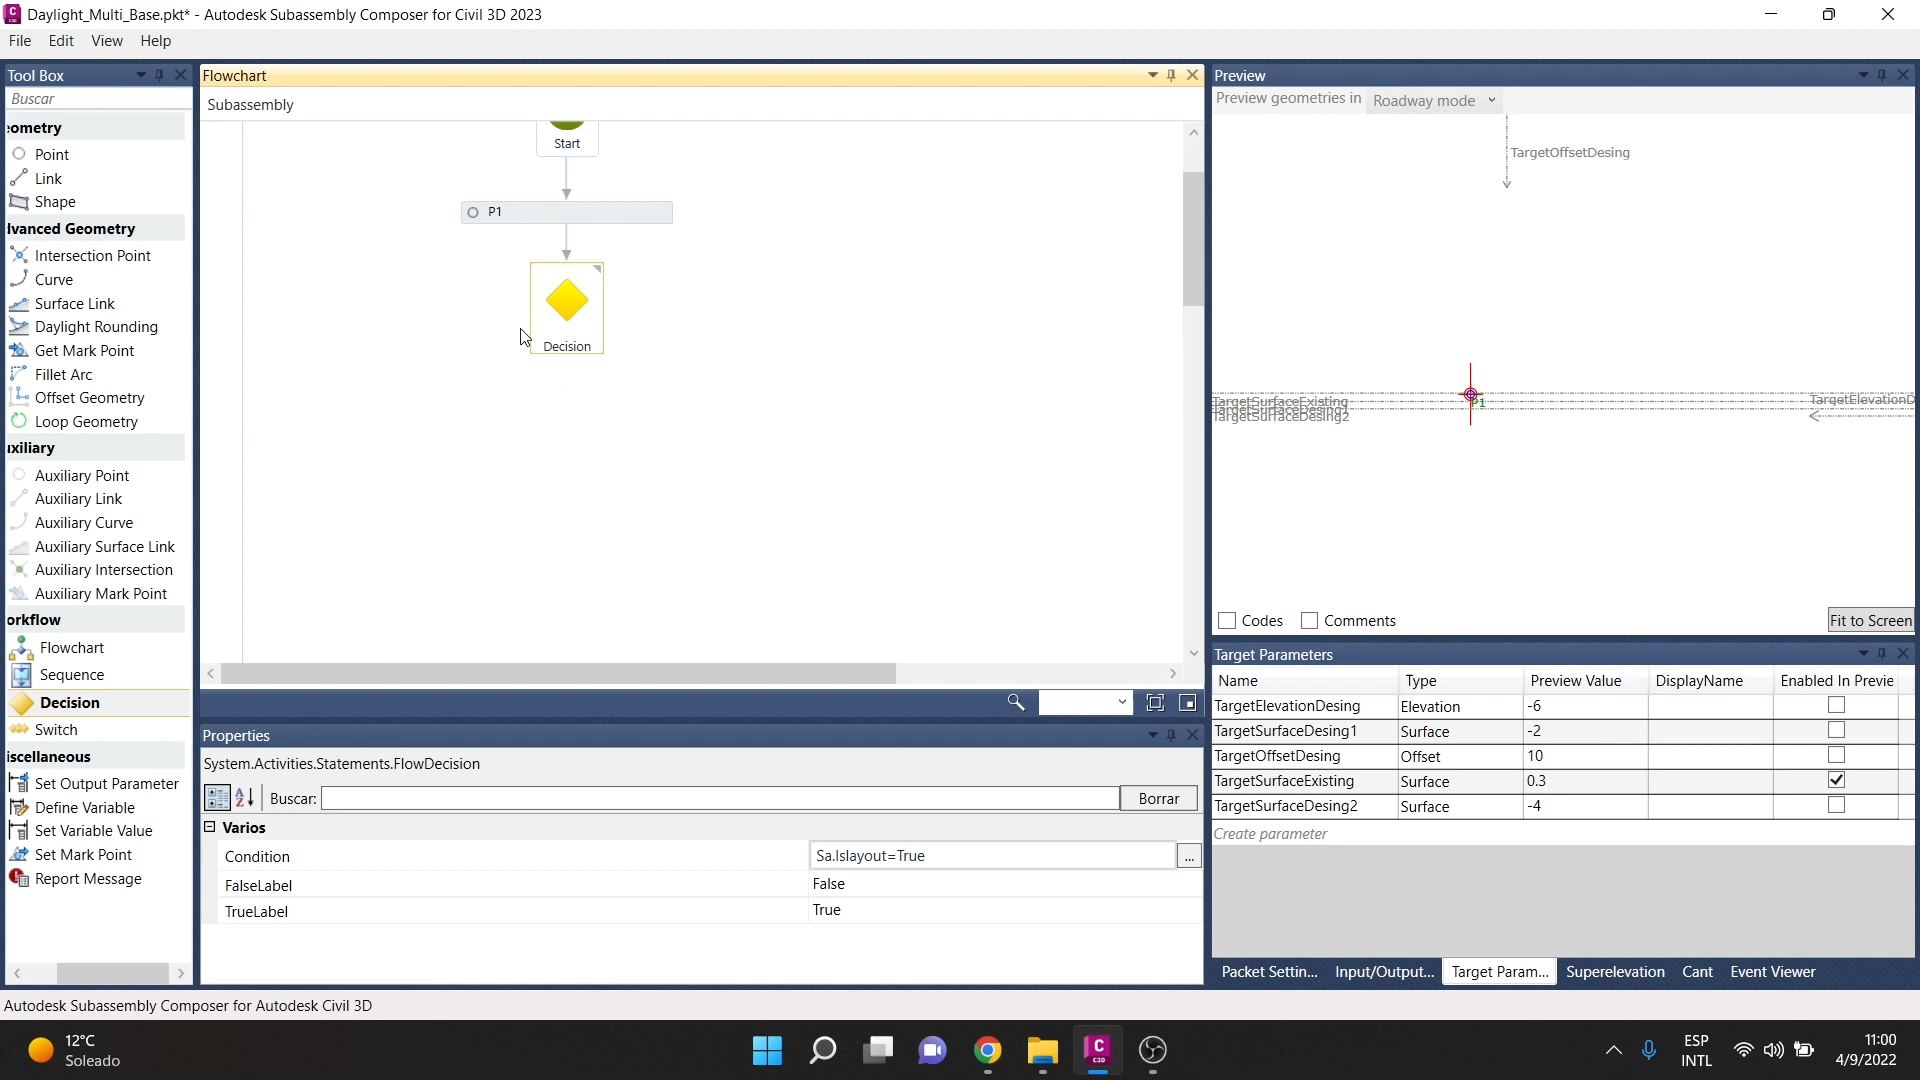 Daylight_Multi_Base.pkt* - Autodesk Subassembly Composer for Civil 3D 2023
File Edit View Help
Tool Box
Buscar
eometry
Point
Link
Shape
dvanced Geometry
Intersection Point
Curve
Surface Link
Daylight Rounding
Get Mark Point
Fillet Arc
Offset Geometry
Loop Geometry
uxiliary
Auxiliary Point
Auxiliary Link
Auxiliary Curve
Auxiliary Surface Link
Auxiliary Intersection
Auxiliary Mark Point
orkflow
Flowchart
Sequence
Decision
Switch
iscellaneous
Set Output Parameter
Define Variable
Set Variable Value
Set Mark Point
Report Message
Flowchart
Subassembly
Start
P1
Decision
Properties
System.Activities.Statements.FlowDecision
Buscar:
Borrar
Varios
Condition Sa.Islayout=True ...
FalseLabel False
TrueLabel True
Preview
Preview geometries in Roadway mode
TargetOffsetDesing
TargetSurfaceExisting
TargetSurfaceDesing1
TargetSurfaceDesing2
P1
TargetElevationD
Codes Comments Fit to Screen
Target Parameters
Name Type Preview Value DisplayName Enabled In Previe
TargetElevationDesing Elevation -6
TargetSurfaceDesing1 Surface -2
TargetOffsetDesing Offset 10
TargetSurfaceExisting Surface 0.3
TargetSurfaceDesing2 Surface -4
Create parameter
Packet Settin... Input/Output... Target Param... Superelevation Cant Event Viewer
Autodesk Subassembly Composer for Autodesk Civil 3D
12°C
Soleado
C
C3D
ESP
INTL
11:00
4/9/2022